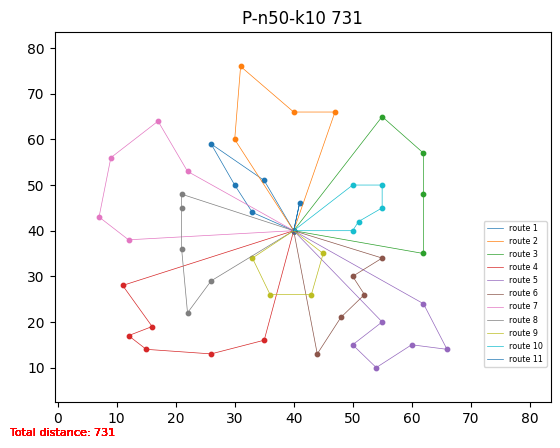 P-n50-k10 731
80
70
60
50
40
30
20
10
0 10 20 30 40 50 60 70 80
route 1
route 2
route 3
route 4
route 5
route 6
route 7
route 8
route 9
route 10
route 11
Total distance: 731